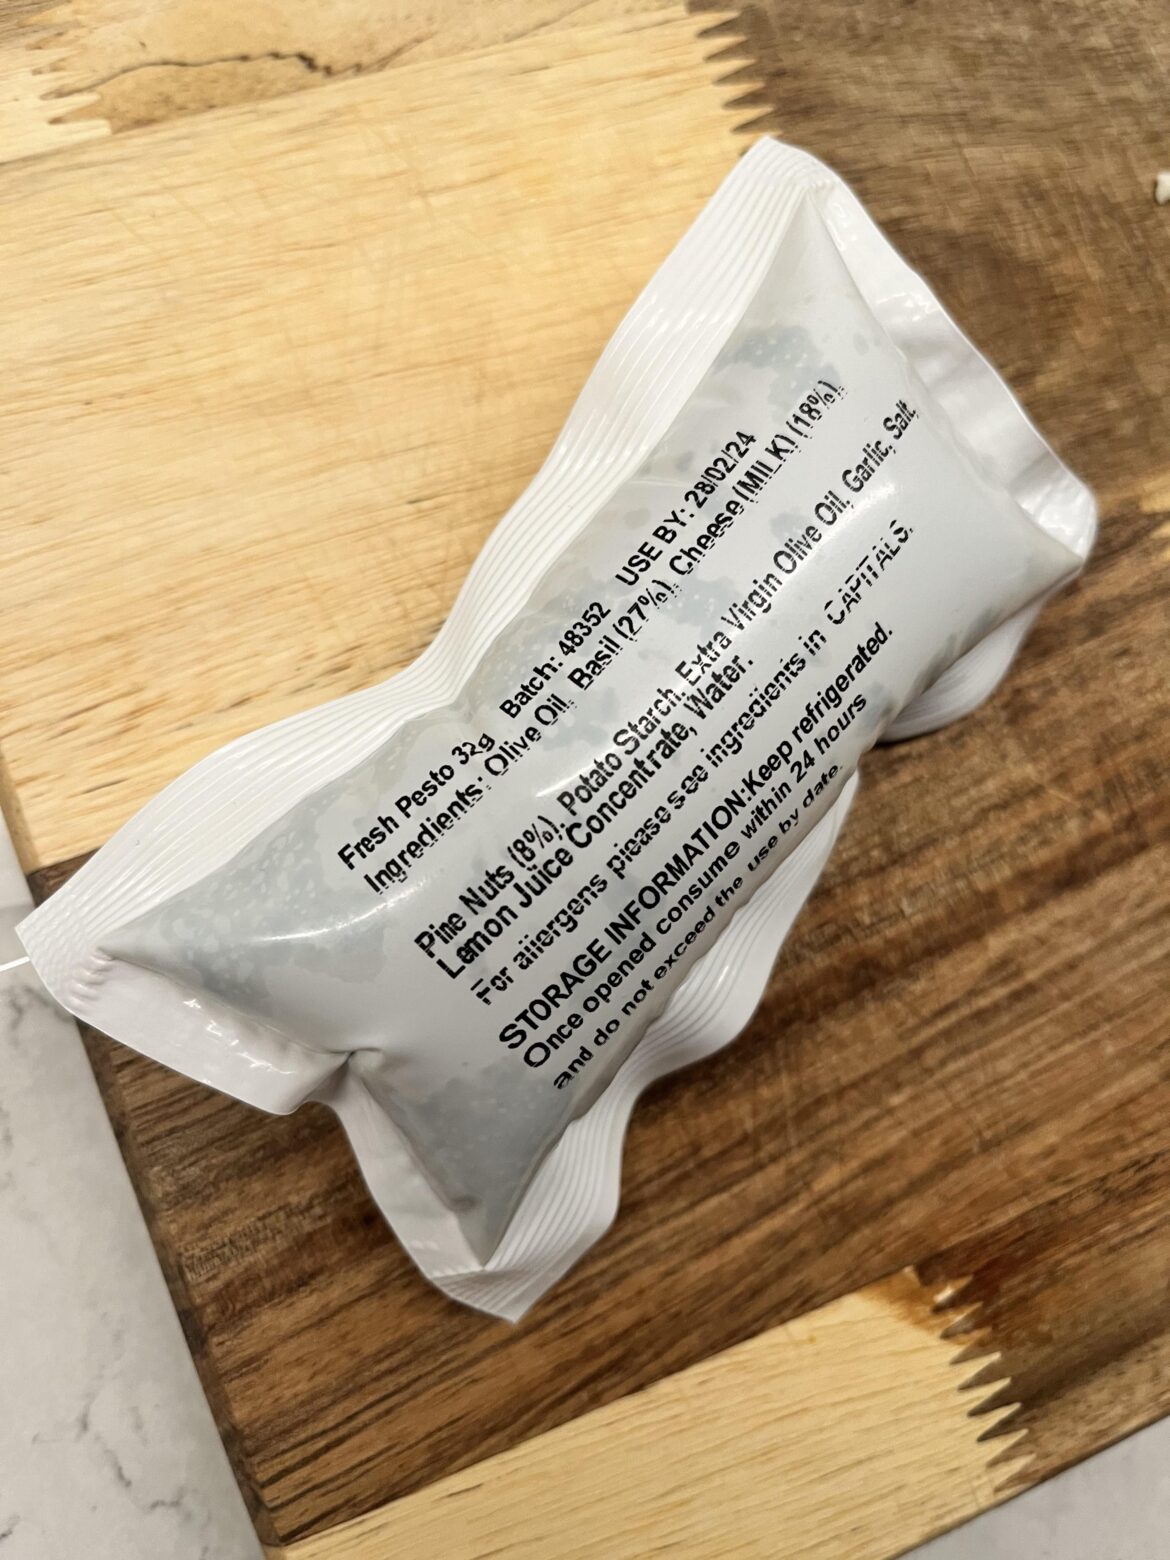 Fresh Pesto 32g Batch: 48352 USE BY: 28/02/24
Ingredients: Olive Oil, Basil (27%), Cheese (MILK) (18%),
Pine Nuts (8%), Potato Starch, Extra Virgin Olive Oil, Garlic, Salt,
Lemon Juice Concentrate, Water.
For allergens please see ingredients in CAPITALS.
STORAGE INFORMATION:Keep refrigerated.
Once opened consume within 24 hours
and do not exceed the use by date.